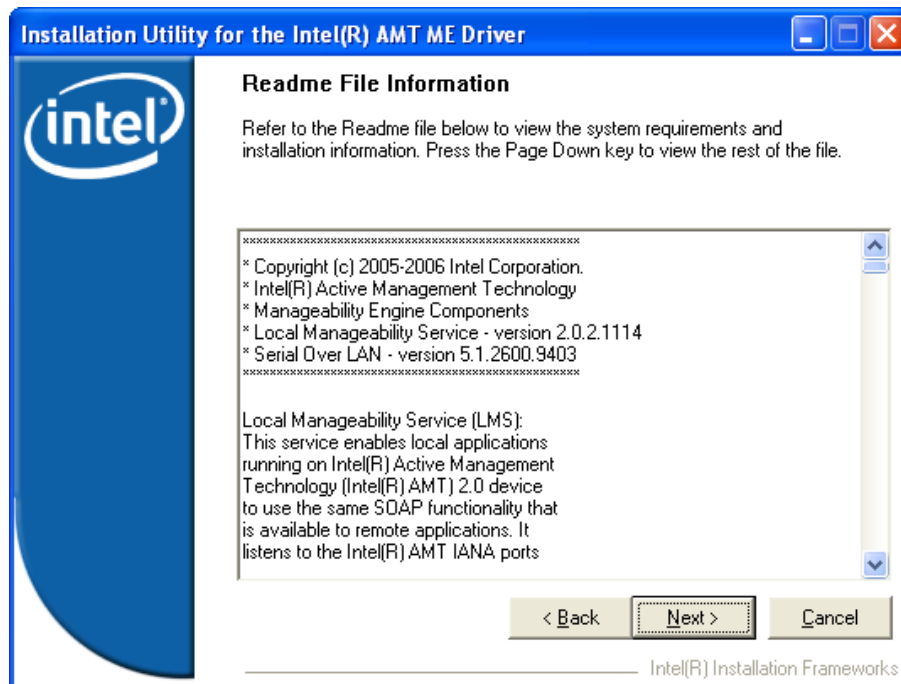 Installation Utility for the Intel(R) AMT ME Driver
intel
Readme File Information
Refer to the Readme file below to view the system requirements and
installation information. Press the Page Down key to view the rest of the file.
**************************************************
* Copyright (c) 2005-2006 Intel Corporation.
* Intel(R) Active Management Technology
* Manageability Engine Components
* Local Manageability Service - version 2.0.2.1114
* Serial Over LAN - version 5.1.2600.9403
**************************************************
Local Manageability Service (LMS):
This service enables local applications
running on Intel(R) Active Management
Technology (Intel(R) AMT) 2.0 device
to use the same SOAP functionality that
is available to remote applications. It
listens to the Intel(R) AMT IANA ports
< Back Next > Cancel
Intel(R) Installation Frameworks